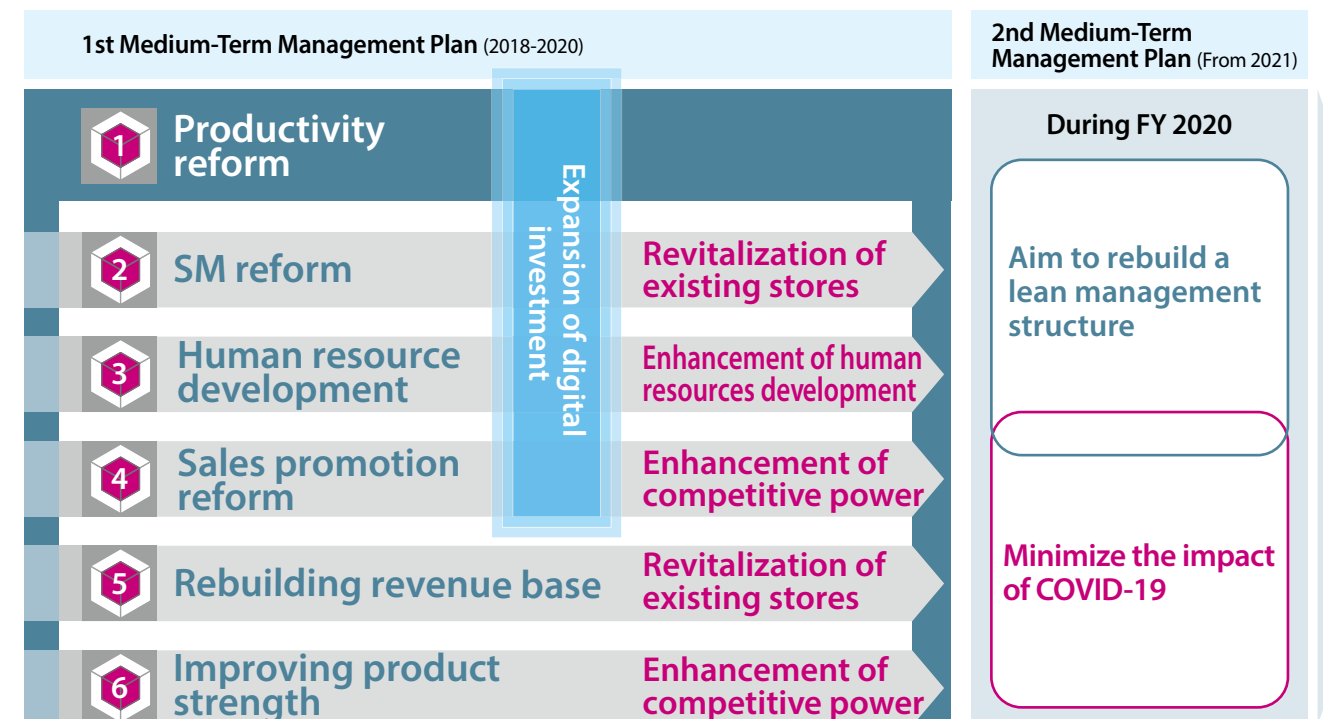 1st Medium-Term Management Plan (2018-2020)
1
Productivity
reform
Expansion of digital
investment
2
SM reform
Revitalization of
existing stores
3
Human resource
development
Enhancement of human
resources development
4
Sales promotion
reform
Enhancement of
competitive power
5
Rebuilding revenue base
Revitalization of
existing stores
6
Improving product
strength
Enhancement of
competitive power
2nd Medium-Term
Management Plan (From 2021)
During FY 2020
Aim to rebuild a
lean management
structure
Minimize the impact
of COVID-19